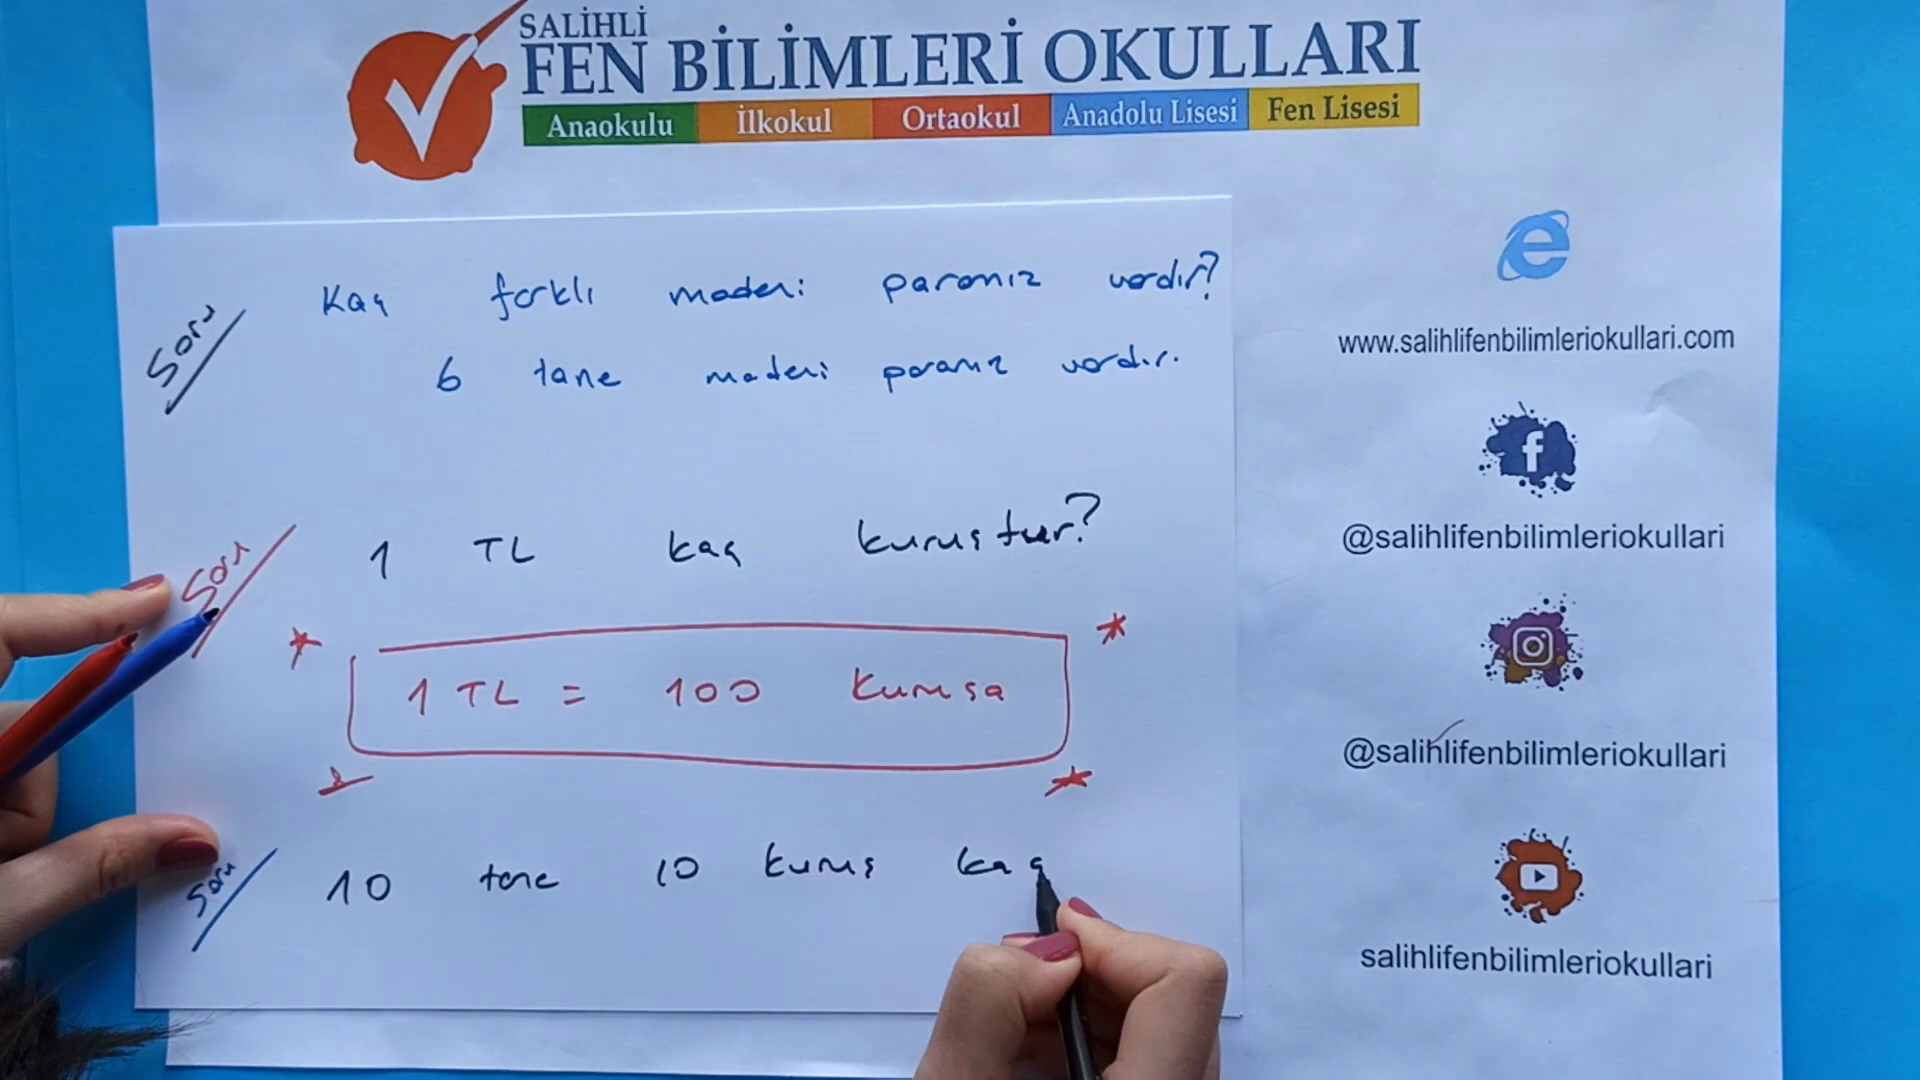 SALİHLİ
FEN BİLİMLERİ OKULLARI
Anaokulu İlkokul Ortaokul Anadolu Lisesi Fen Lisesi
Soru Kaç farklı madeni paramız vardır?
6 tane madeni paramız vardır.
Soru 1 TL kaç kuruştur?
1 TL = 100 kuruşa
Soru 10 tane 10 kuruş kaç
www.salihlifenbilimleriokullari.com
@salihlifenbilimleriokullari
@salihlifenbilimleriokullari
salihlifenbilimleriokullari